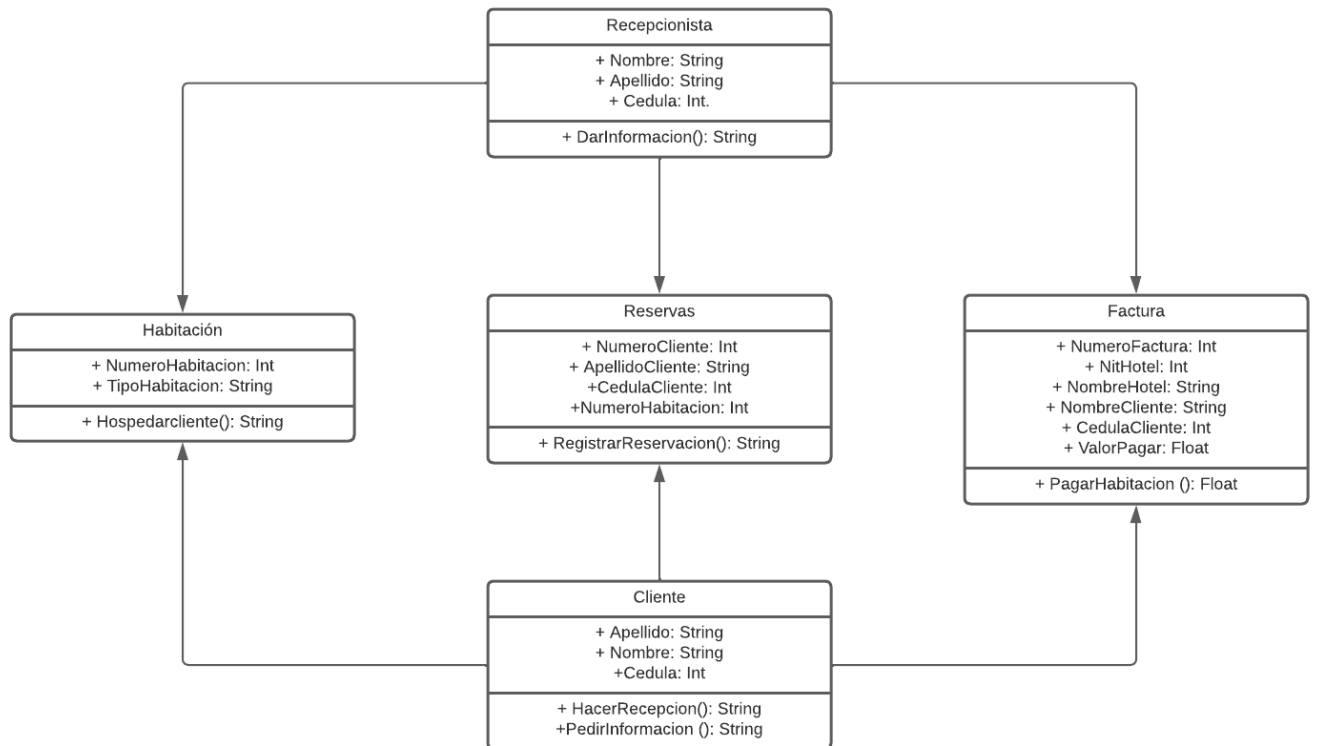 Recepcionista
+ Nombre: String
+ Apellido: String
+ Cedula: Int.
+ DarInformacion(): String
Habitación
+ NumeroHabitacion: Int
+ TipoHabitacion: String
+ Hospedarcliente(): String
Reservas
+ NumeroCliente: Int
+ ApellidoCliente: String
+CedulaCliente: Int
+NumeroHabitacion: Int
+ RegistrarReservacion(): String
Factura
+ NumeroFactura: Int
+ NitHotel: Int
+ NombreHotel: String
+ NombreCliente: String
+ CedulaCliente: Int
+ ValorPagar: Float
+ PagarHabitacion (): Float
Cliente
+ Apellido: String
+ Nombre: String
+Cedula: Int
+ HacerRecepcion(): String
+PedirInformacion (): String